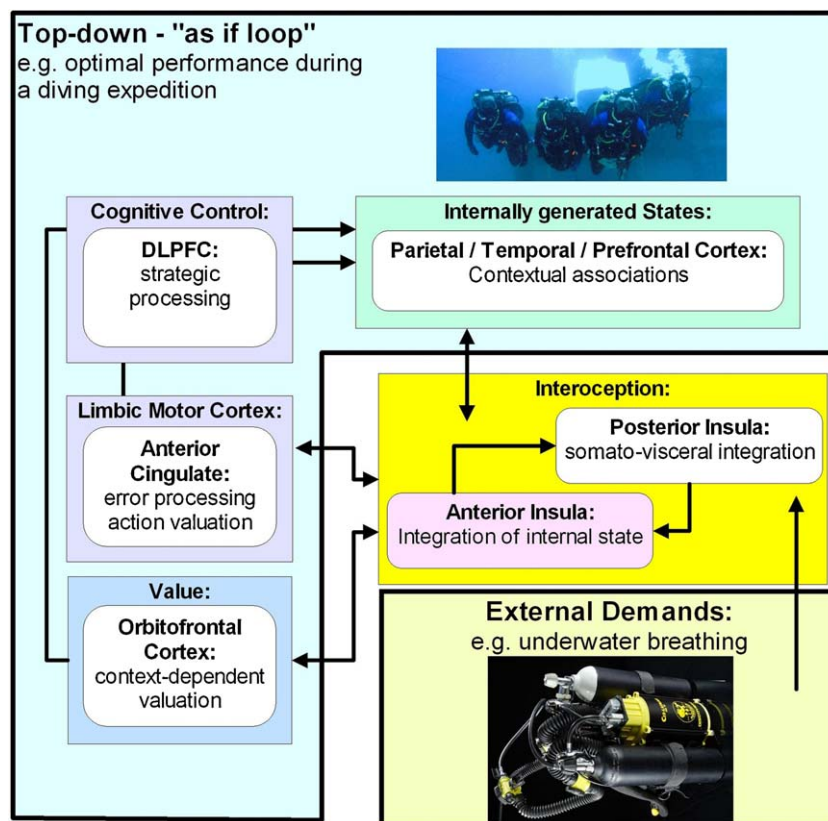 Top-down - "as if loop"
e.g. optimal performance during
a diving expedition
Cognitive Control:
DLPFC:
strategic
processing
Internally generated States:
Parietal / Temporal / Prefrontal Cortex:
Contextual associations
Limbic Motor Cortex:
Anterior
Cingulate:
error processing
action valuation
Interoception:
Posterior Insula:
somato-visceral integration
Anterior Insula:
Integration of internal state
Value:
Orbitofrontal
Cortex:
context-dependent
valuation
External Demands:
e.g. underwater breathing